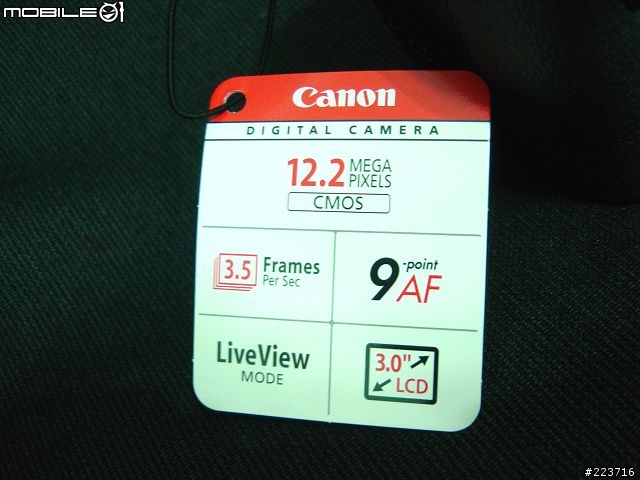 MOBILE01
Canon
DIGITAL CAMERA
12.2 MEGA PIXELS
CMOS
3.5 Frames Per Sec
9-point AF
LiveView
MODE
3.0"
LCD
#223716